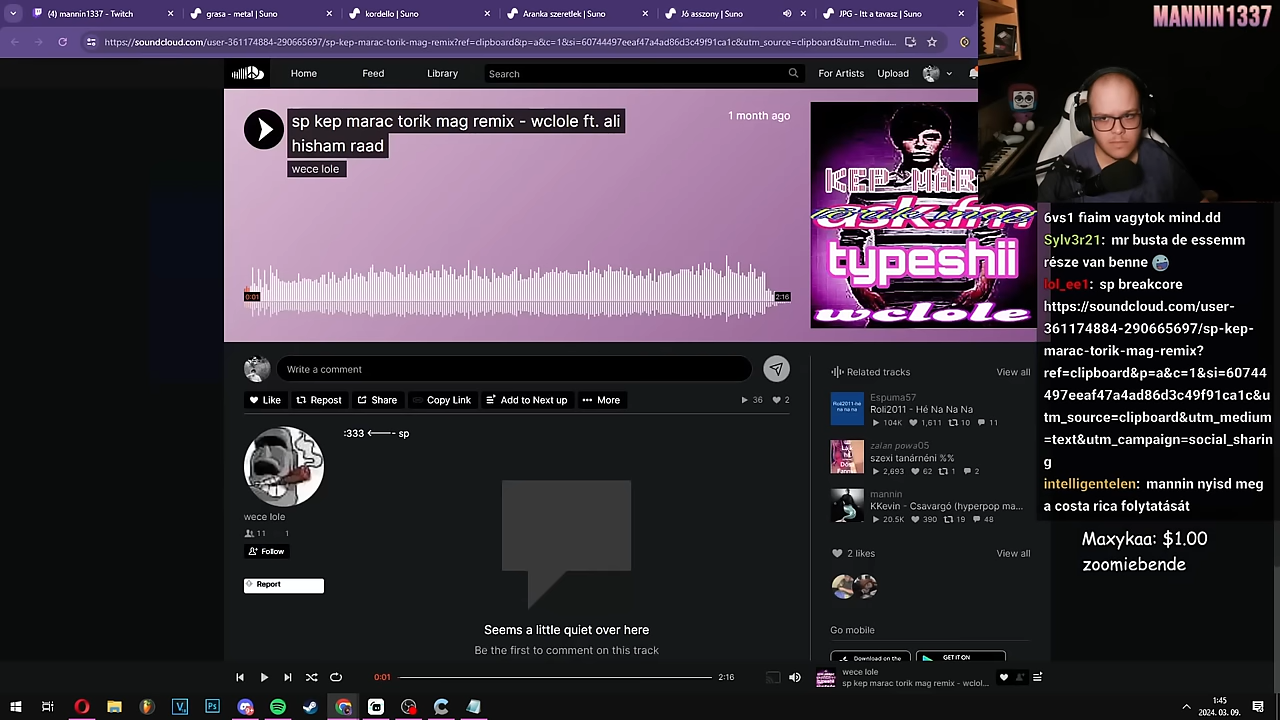 (4) mannin1337 - Twitch
grasa - metal | Suno
kordello | Suno
Aranka szeretlek | Suno
Jó asszony | Suno
JPG - Itt a tavasz | Suno
MANNIN1337
https://soundcloud.com/user-361174884-290665697/sp-kep-marac-torik-mag-remix?ref=clipboard&p=a&c=1&si=60744497eeaf47a4ad86d3c49f91ca1c&utm_source=clipboard&utm_mediu...
Home
Feed
Library
Search
For Artists
Upload
sp kep marac torik mag remix - wclole ft. ali
hisham raad
wece lole
1 month ago
KEP MAR
ask.fm
typeshii
wclole
0:01
2:16
Write a comment
Like
Repost
Share
Copy Link
Add to Next up
More
36
2
:333 <--— sp
wece lole
11
1
Follow
Report
Seems a little quiet over here
Be the first to comment on this track
Related tracks
View all
Espuma57
Roli2011 - Hé Na Na Na
104K 1,611 10 11
zalan powa05
szexi tanárnéni %%
2,693 62 1 2
mannin
KKevin - Csavargó (hyperpop ma...
20.5K 390 19 48
2 likes
View all
Go mobile
Download on the
GET IT ON
6vs1 fiaim vagytok mind.dd
Sylv3r21: mr busta de essemm
része van benne
lol_ee1: sp breakcore
https://soundcloud.com/user-
361174884-290665697/sp-kep-
marac-torik-mag-remix?
ref=clipboard&p=a&c=1&si=60744
497eeaf47a4ad86d3c49f91ca1c&u
tm_source=clipboard&utm_medium
=text&utm_campaign=social_sharin
g
intelligentelen: mannin nyisd meg
a costa rica folytatását
Maxykaa: $1.00
zoomiebende
0:01
2:16
wece lole
sp kep marac torik mag remix - wclol...
1:45
2024. 03. 09.